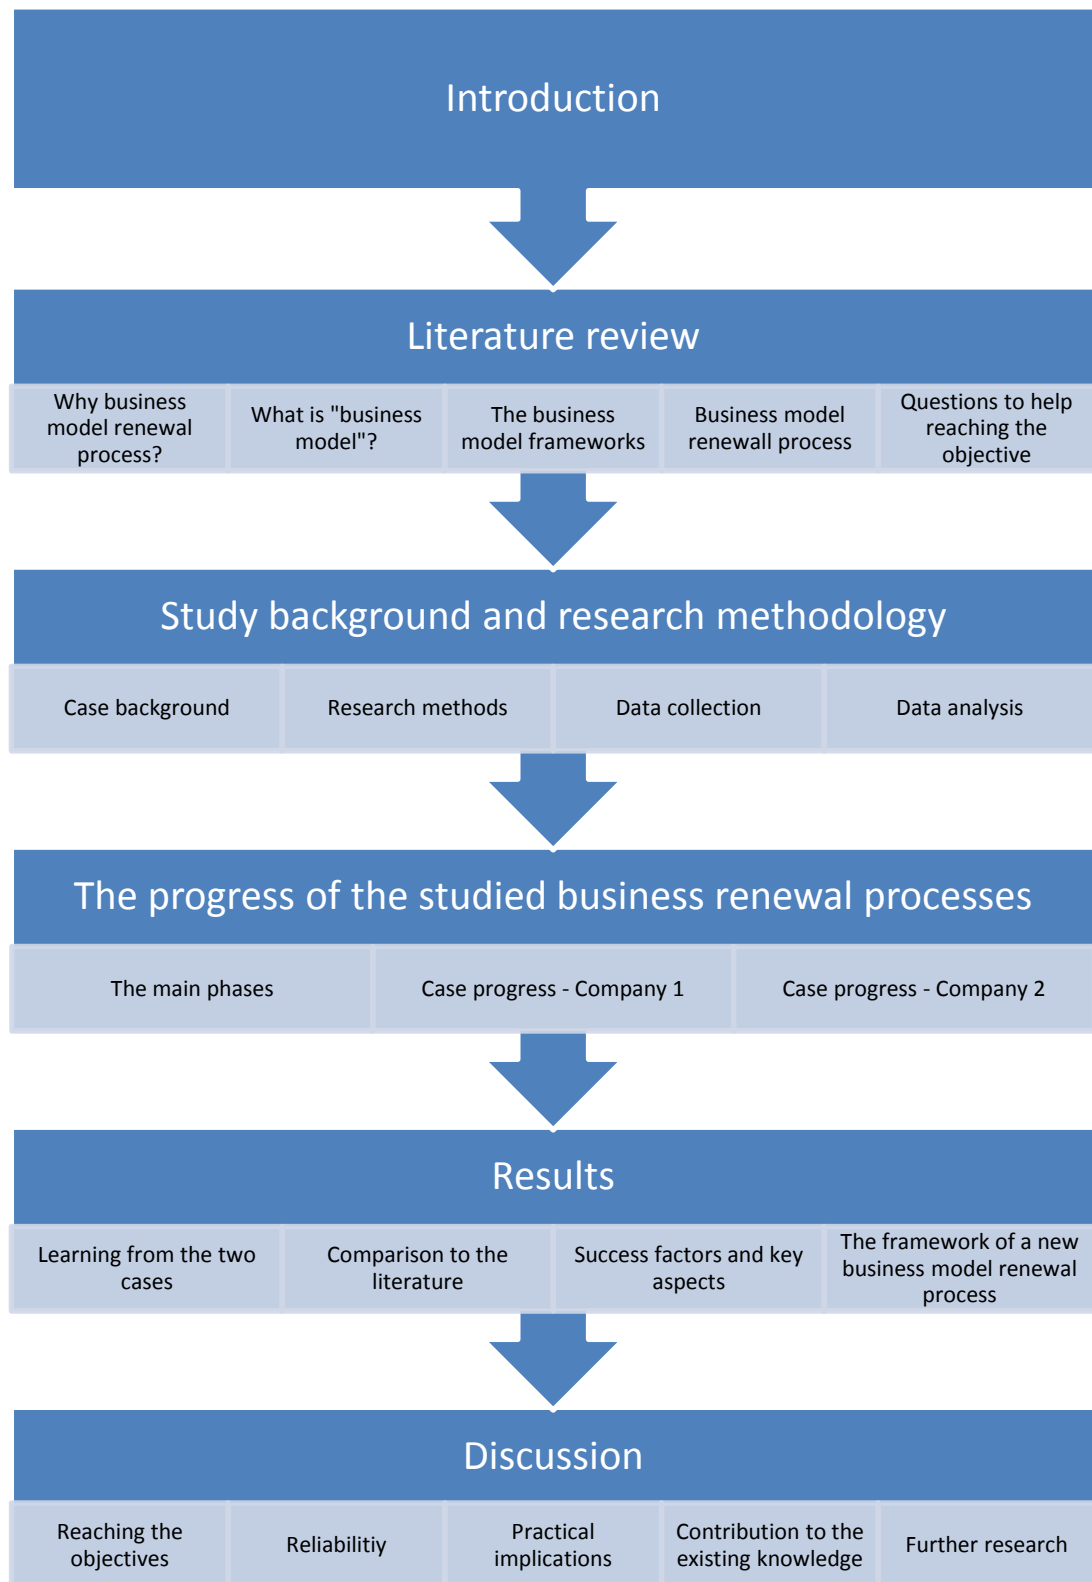 Introduction
Literature review
Why business
model renewal
process?
What is "business
model"?
The business
model frameworks
Business model
renewall process
Questions to help
reaching the
objective
Study background and research methodology
Case background
Research methods
Data collection
Data analysis
The progress of the studied business renewal processes
The main phases
Case progress - Company 1
Case progress - Company 2
Results
Learning from the two
cases
Comparison to the
literature
Success factors and key
aspects
The framework of a new
business model renewal
process
Discussion
Reaching the
objectives
Reliabilitiy
Practical
implications
Contribution to the
existing knowledge
Further research